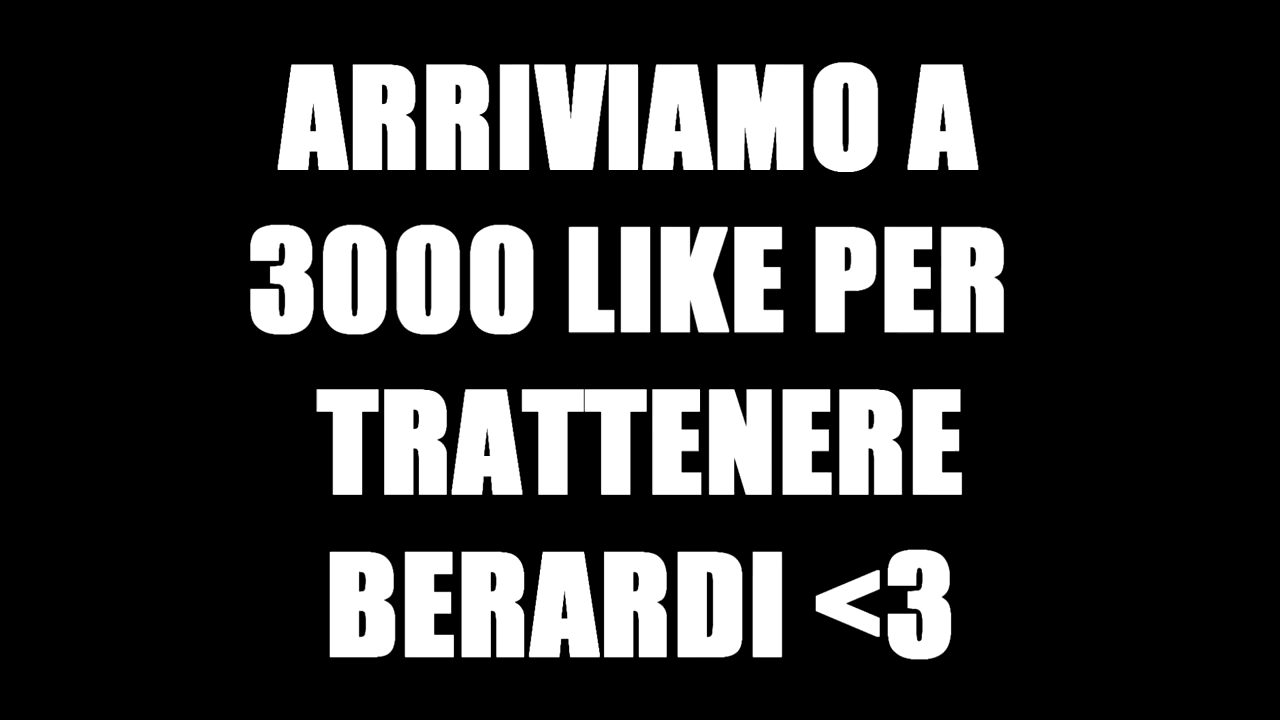 ARRIVIAMO A
3000 LIKE PER
TRATTENERE
BERARDI <3